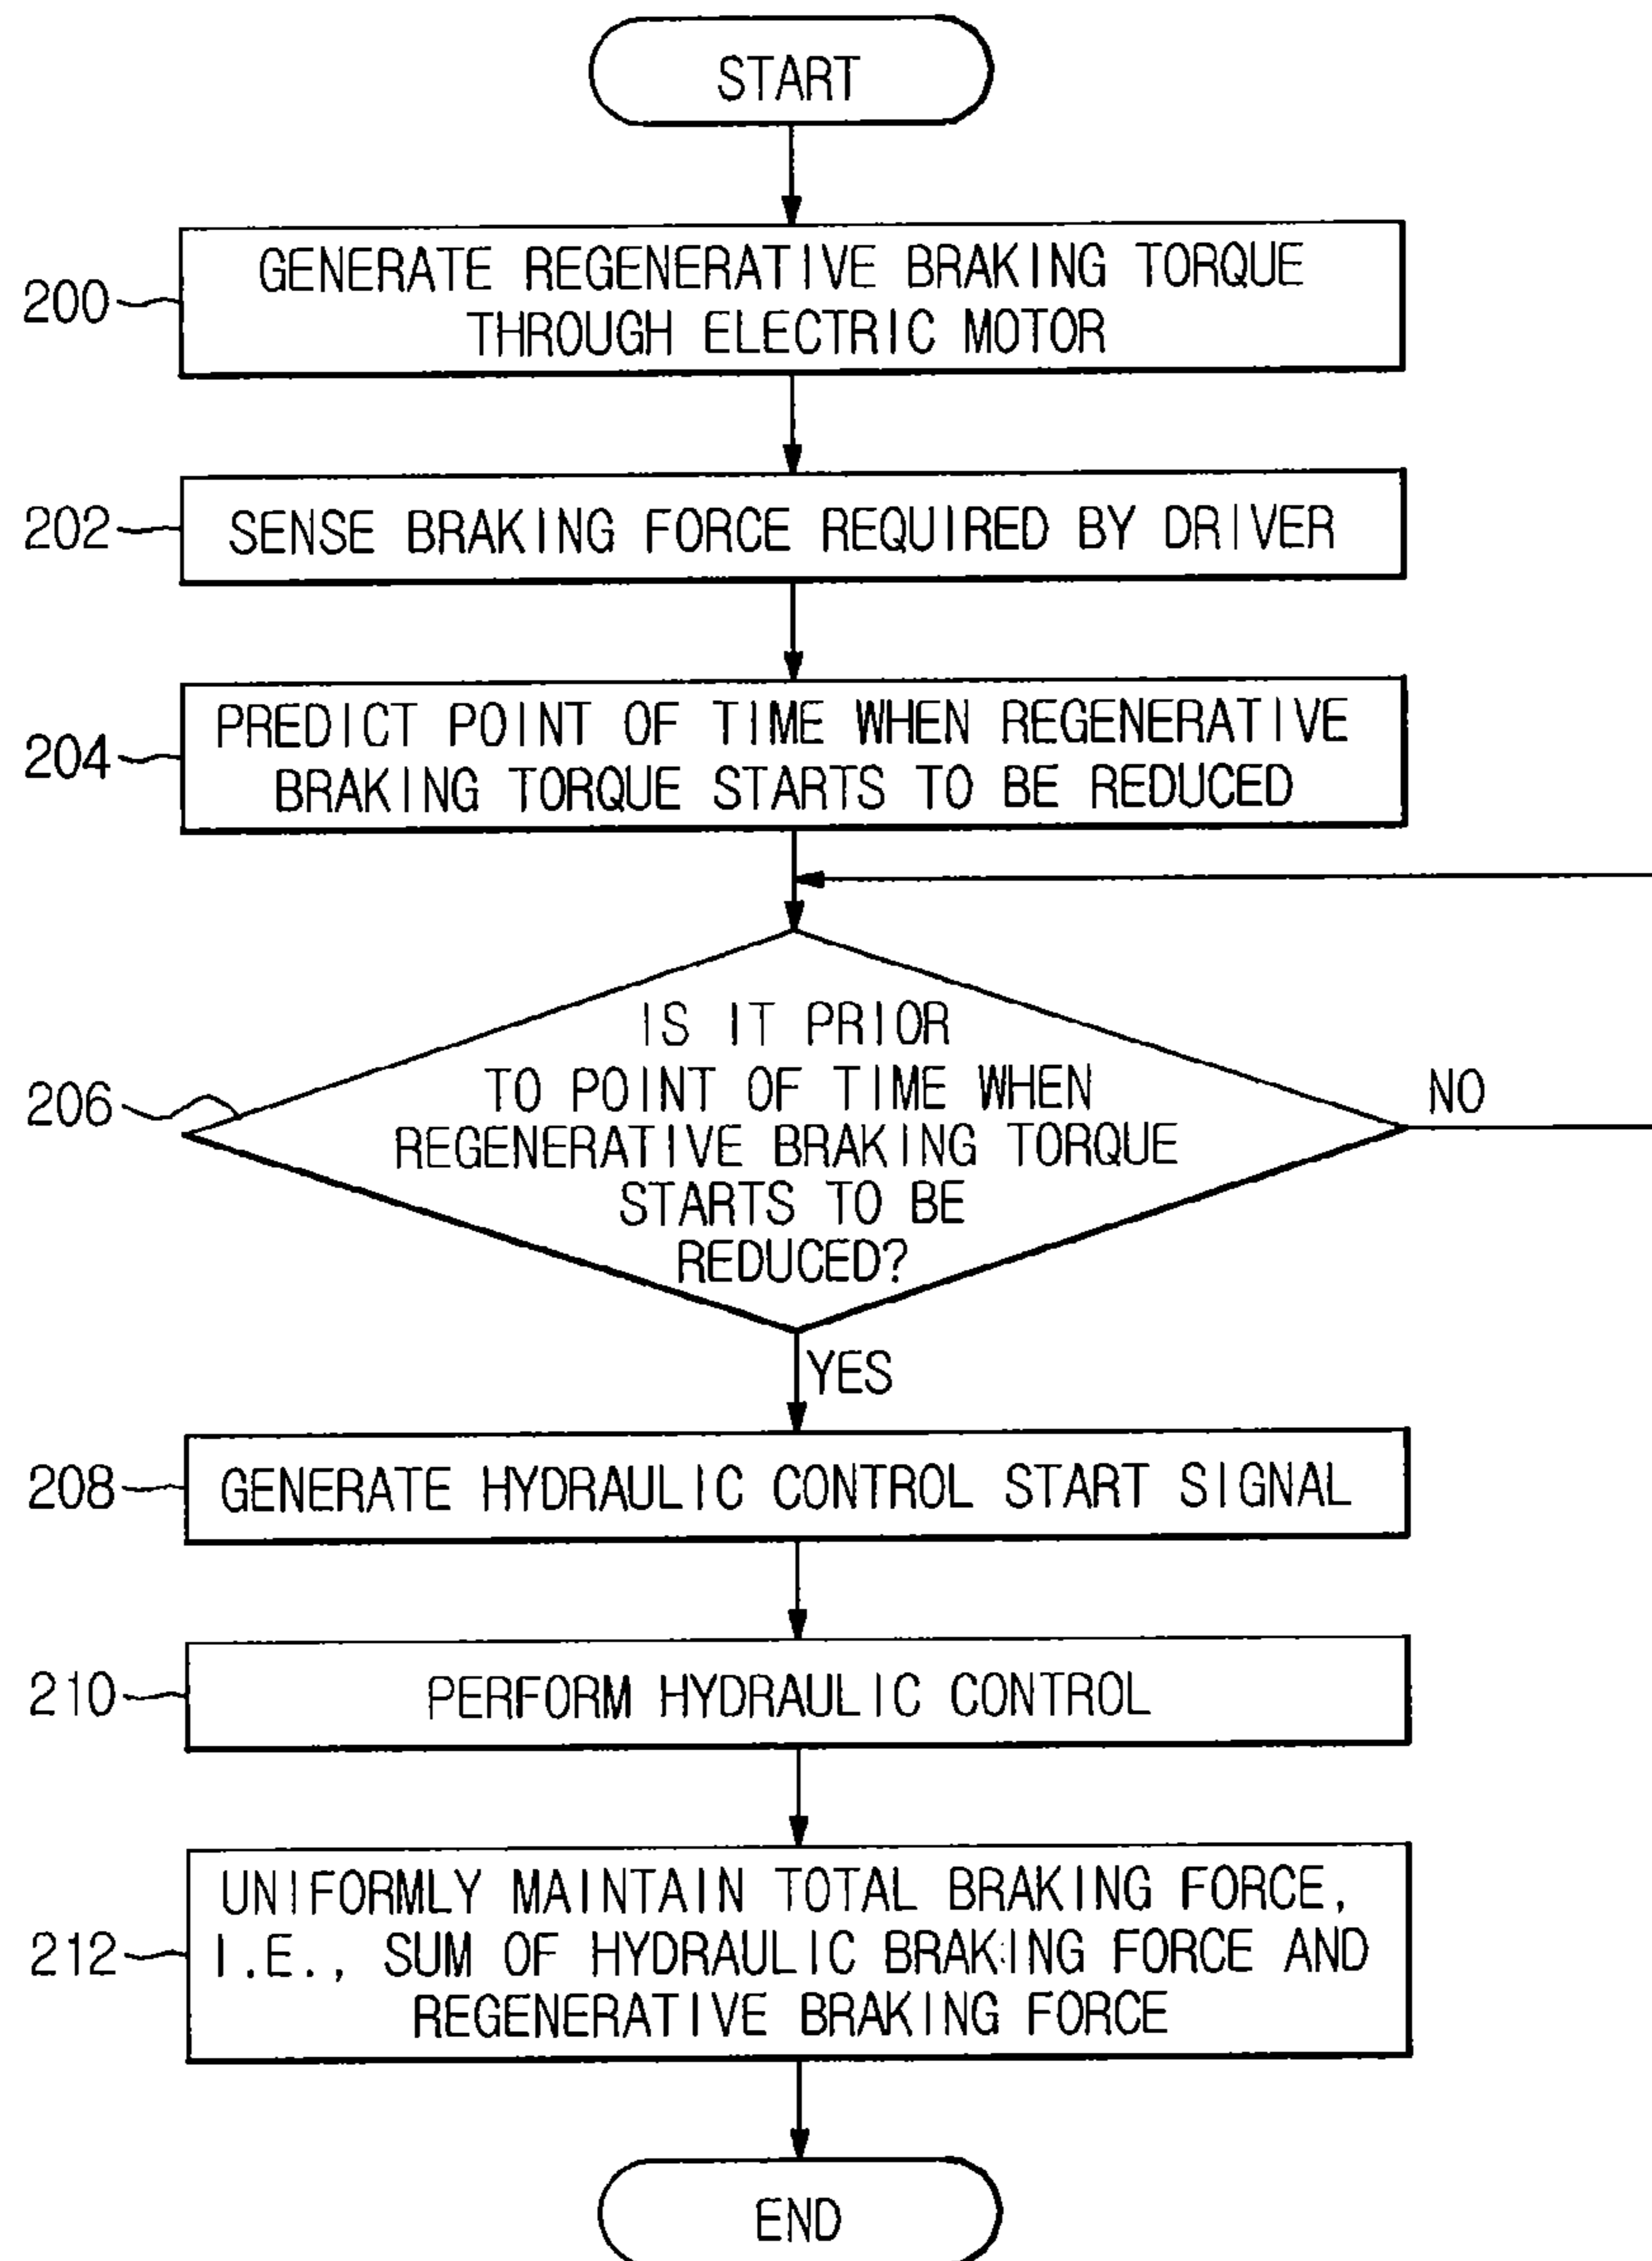 START
200
GENERATE REGENERATIVE BRAKING TORQUE
THROUGH ELECTRIC MOTOR
202
SENSE BRAKING FORCE REQUIRED BY DRIVER
204
PREDICT POINT OF TIME WHEN REGENERATIVE
BRAKING TORQUE STARTS TO BE REDUCED
206
IS IT PRIOR
TO POINT OF TIME WHEN
REGENERATIVE BRAKING TORQUE
STARTS TO BE
REDUCED?
NO
YES
208
GENERATE HYDRAULIC CONTROL START SIGNAL
210
PERFORM HYDRAULIC CONTROL
212
UNIFORMLY MAINTAIN TOTAL BRAKING FORCE,
I.E., SUM OF HYDRAULIC BRAKING FORCE AND
REGENERATIVE BRAKING FORCE
END